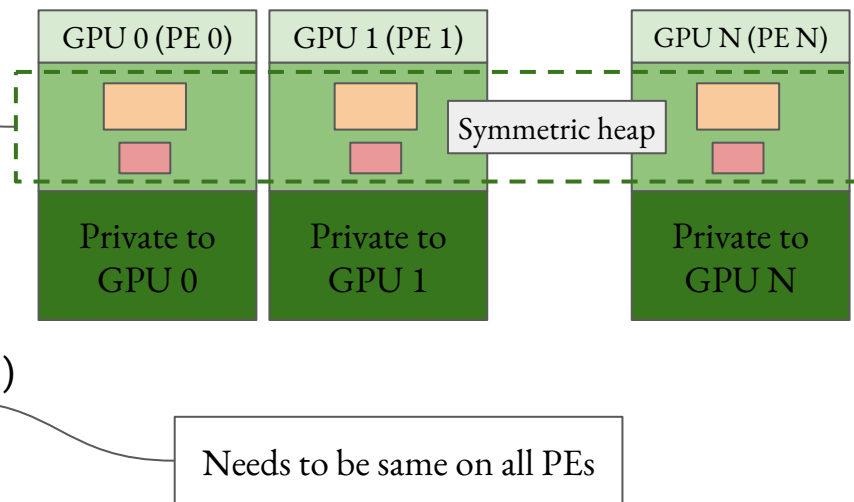 GPU 0 (PE 0)
GPU 1 (PE 1)
GPU N (PE N)
Symmetric heap
Private to
GPU 0
Private to
GPU 1
Private to
GPU N
)
Needs to be same on all PEs